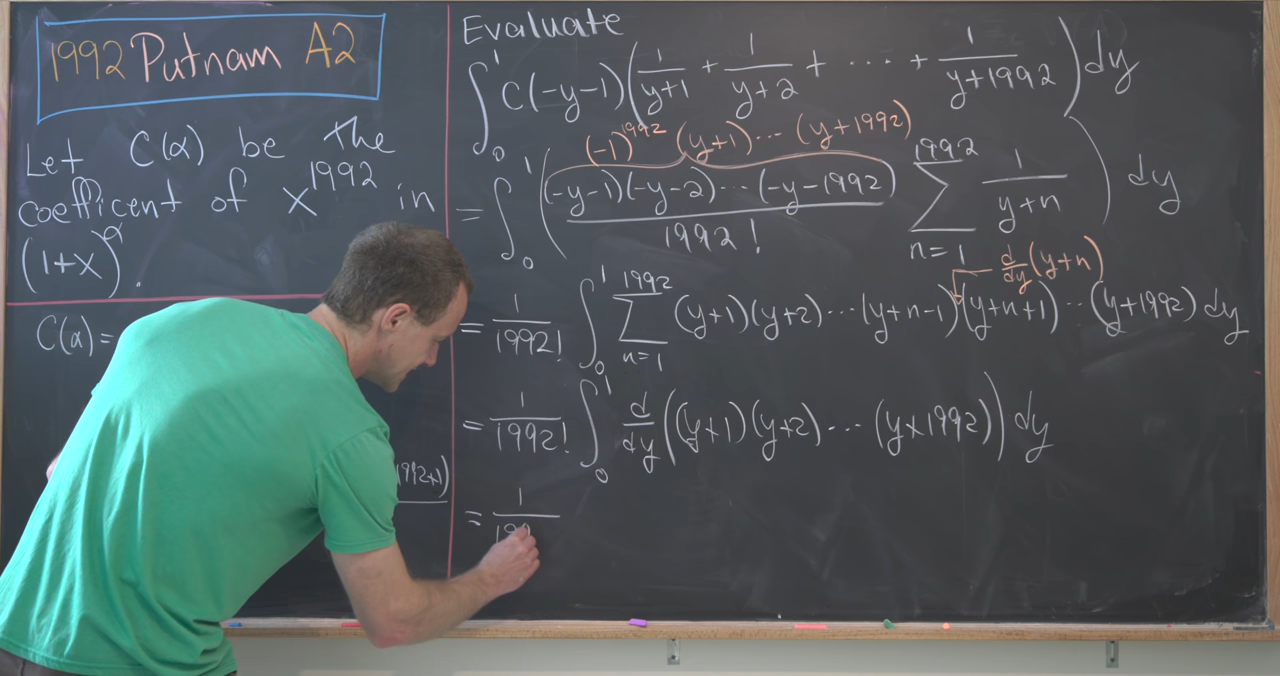 1992 Putnam A2
Let C(α) be the
coefficent of x^1992 in
(1+x)^α.
C(α)=
(1992+1)
Evaluate
∫_0^1 C(-y-1)(1/(y+1) + 1/(y+2) + ⋯ + 1/(y+1992)) dy
(-1)^1992 (y+1)⋯(y+1992)
= ∫_0^1 ((-y-1)(-y-2)⋯(-y-1992)/1992! ∑_{n=1}^{1992} 1/(y+n)) dy
d/dy(y+n)
= 1/1992! ∫_0^1 ∑_{n=1}^{1992} (y+1)(y+2)⋯(y+n-1)(y+n+1)⋯(y+1992) dy
= 1/1992! ∫_0^1 d/dy((y+1)(y+2)⋯(y+1992)) dy
= 1/199